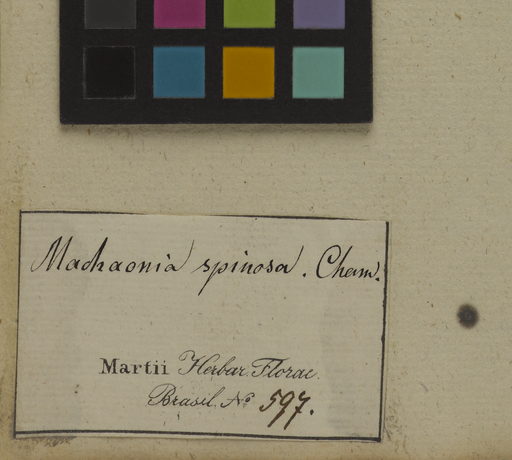 Machaonia spinosa. Cham.
Martii Herbar. Florae
Brasil. No 597.